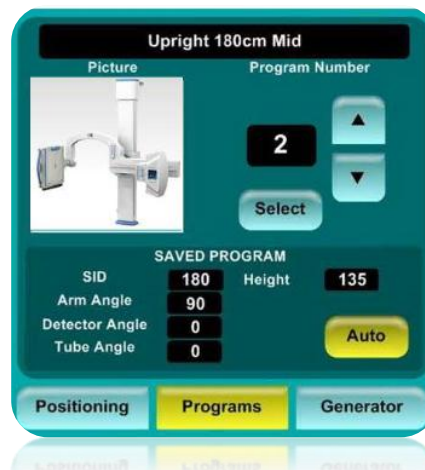 Upright 180cm Mid
Picture Program Number
▲
2
▼
Select
SAVED PROGRAM
SID 180 Height 135
Arm Angle 90
Detector Angle 0
Auto
Tube Angle 0
Positioning Programs Generator